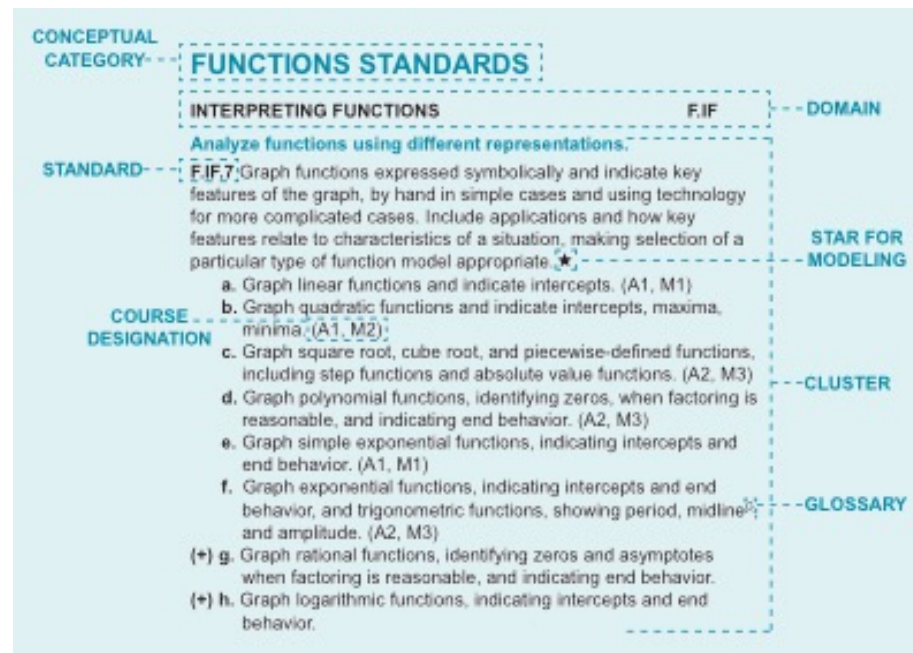 CONCEPTUAL
CATEGORY
FUNCTIONS STANDARDS
INTERPRETING FUNCTIONS F.IF
DOMAIN
Analyze functions using different representations.
STANDARD
F.IF.7 Graph functions expressed symbolically and indicate key
features of the graph, by hand in simple cases and using technology
for more complicated cases. Include applications and how key
features relate to characteristics of a situation, making selection of a
particular type of function model appropriate. ★
STAR FOR
MODELING
a. Graph linear functions and indicate intercepts. (A1, M1)
b. Graph quadratic functions and indicate intercepts, maxima,
minima. (A1, M2)
COURSE
DESIGNATION
c. Graph square root, cube root, and piecewise-defined functions,
including step functions and absolute value functions. (A2, M3)
CLUSTER
d. Graph polynomial functions, identifying zeros, when factoring is
reasonable, and indicating end behavior. (A2, M3)
e. Graph simple exponential functions, indicating intercepts and
end behavior. (A1, M1)
f. Graph exponential functions, indicating intercepts and end
behavior, and trigonometric functions, showing period, midline
and amplitude. (A2, M3)
GLOSSARY
(+) g. Graph rational functions, identifying zeros and asymptotes
when factoring is reasonable, and indicating end behavior.
(+) h. Graph logarithmic functions, indicating intercepts and end
behavior.